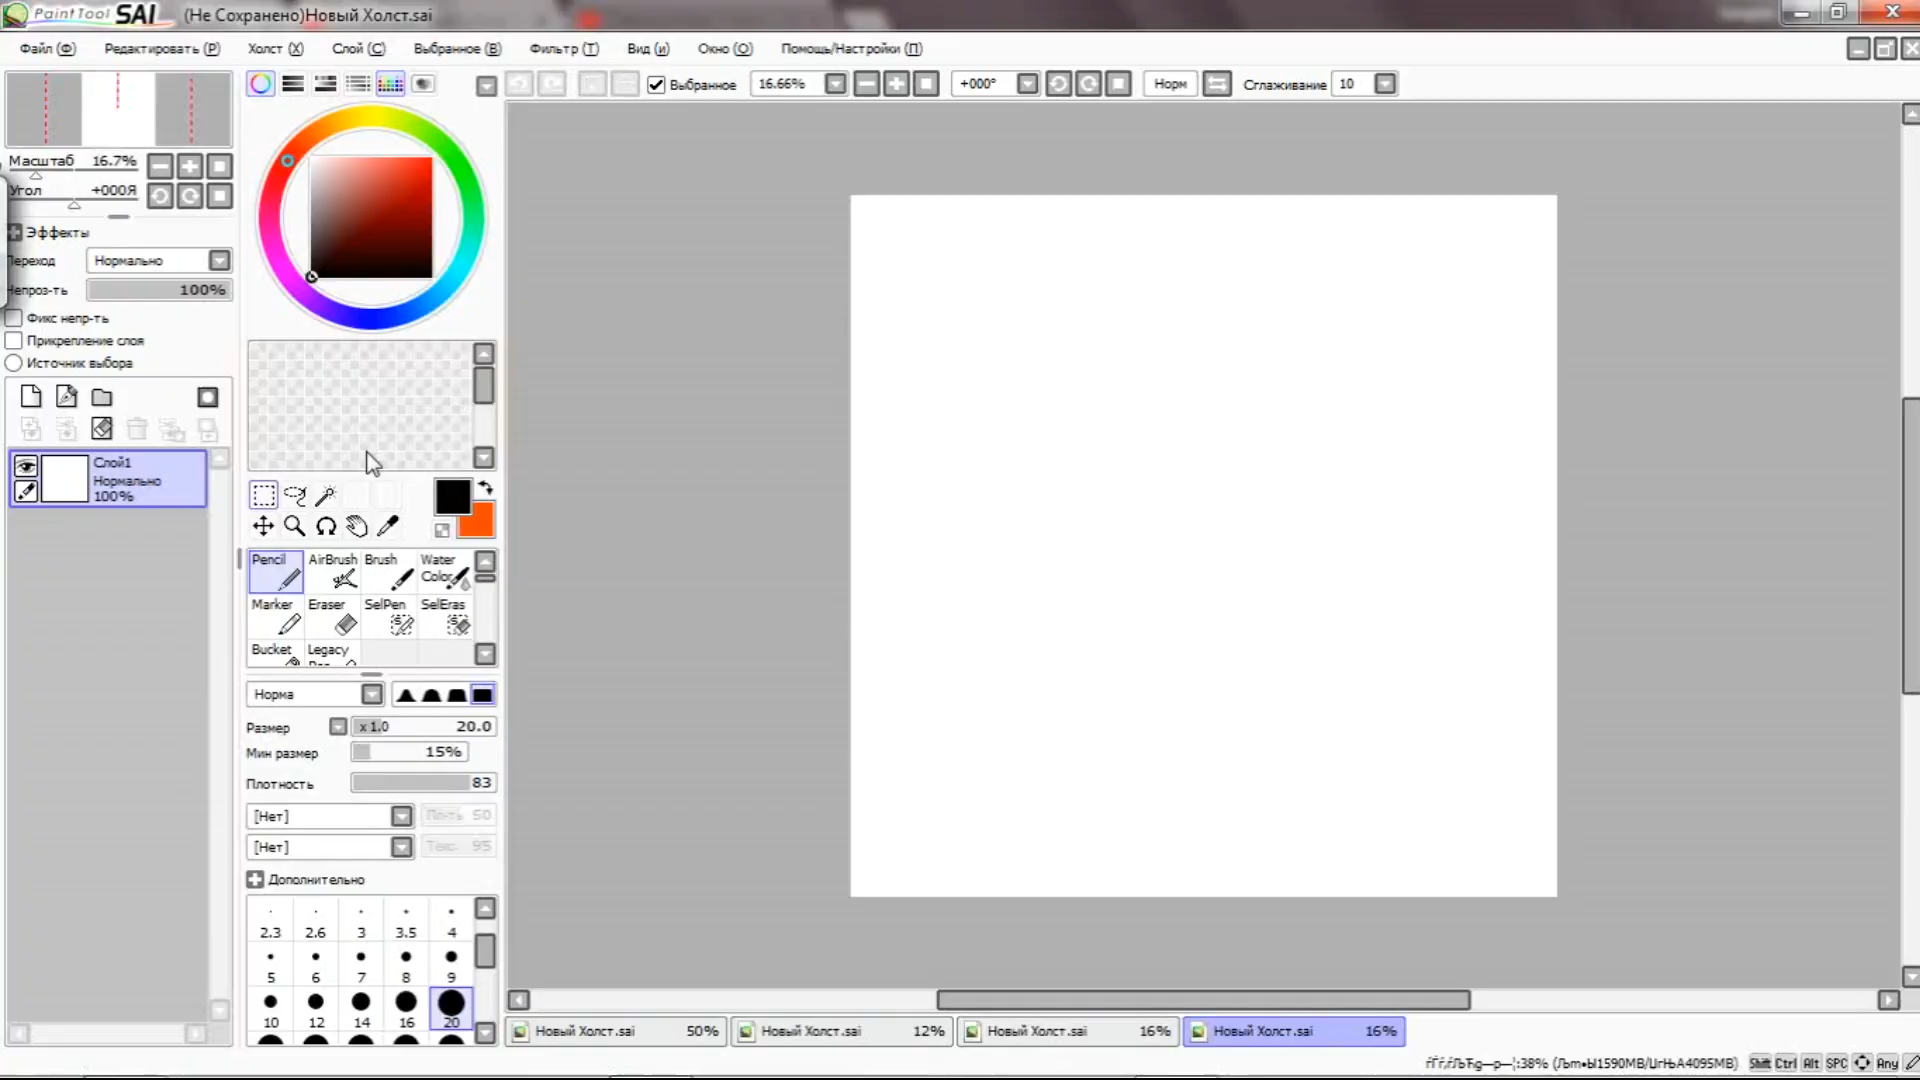 PaintTool SAI (Не Сохранено)Новый Холст.sai
Файл (Ф) Редактировать (Р) Холст (Х) Слой (С) Выбранное (В) Фильтр (Т) Вид (и) Окно (О) Помощь/Настройки (П)
Выбранное 16.66% +000° Норм Сглаживание 10
Масштаб 16.7%
Угол +000Я
Эффекты
Переход Нормально
Непроз-ть 100%
Фикс непр-ть
Прикрепление слоя
Источник выбора
Слой1
Нормально
100%
Pencil AirBrush Brush Water
Color
Marker Eraser SelPen SelEras
Bucket Legacy
Pen
Норма
Размер x 1.0 20.0
Мин размер 15%
Плотность 83
[Нет] Пл-ть 50
[Нет] Текс. 95
Дополнительно
2.3 2.6 3 3.5 4
5 6 7 8 9
10 12 14 16 20
Новый Холст.sai 50% Новый Холст.sai 12% Новый Холст.sai 16% Новый Холст.sai 16%
Shift Ctrl Alt SPC Any